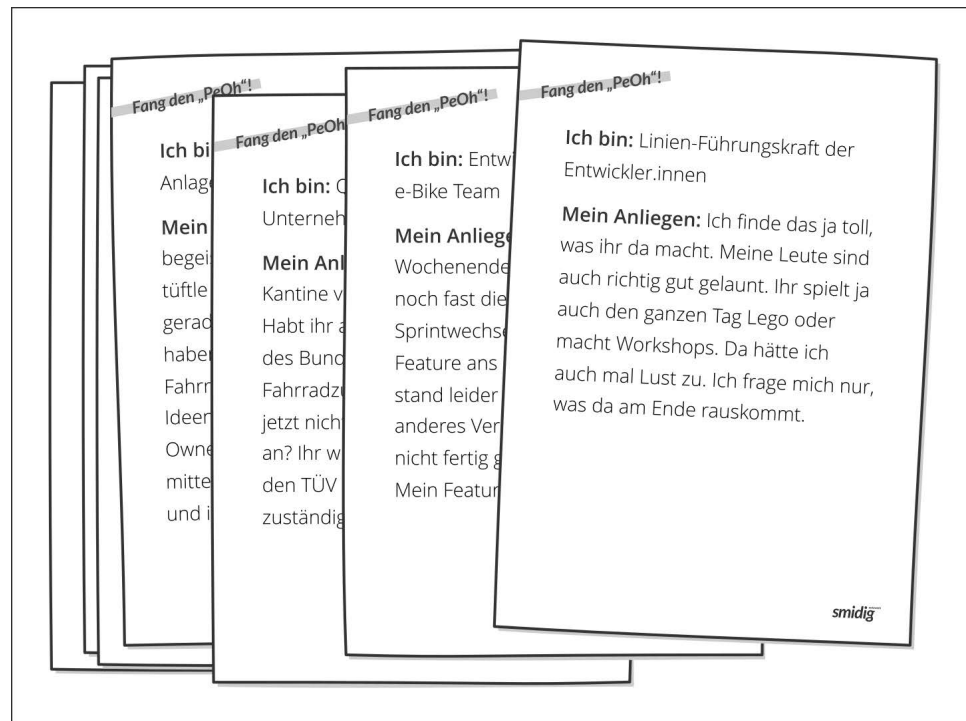 Fang den „PeOh“!
Ich bi
Anlag
Mein
begei
tüftle
gerad
haber
Fahrr
Ideen
Owne
mitte
und i
Fang den „PeOh
Ich bin:
Unterneh
Mein Anl
Kantine v
Habt ihr a
des Bund
Fahrradzu
jetzt nich
an? Ihr w
den TÜV
zuständig
Fang den „PeOh“!
Ich bin: Entwi
e-Bike Team
Mein Anliege
Wochenende
noch fast die
Sprintwechse
Feature ans
stand leider
anderes Ver
nicht fertig g
Mein Featur
Fang den „PeOh“!
Ich bin: Linien-Führungskraft der
Entwickler.innen
Mein Anliegen: Ich finde das ja toll,
was ihr da macht. Meine Leute sind
auch richtig gut gelaunt. Ihr spielt ja
auch den ganzen Tag Lego oder
macht Workshops. Da hätte ich
auch mal Lust zu. Ich frage mich nur,
was da am Ende rauskommt.
smidig